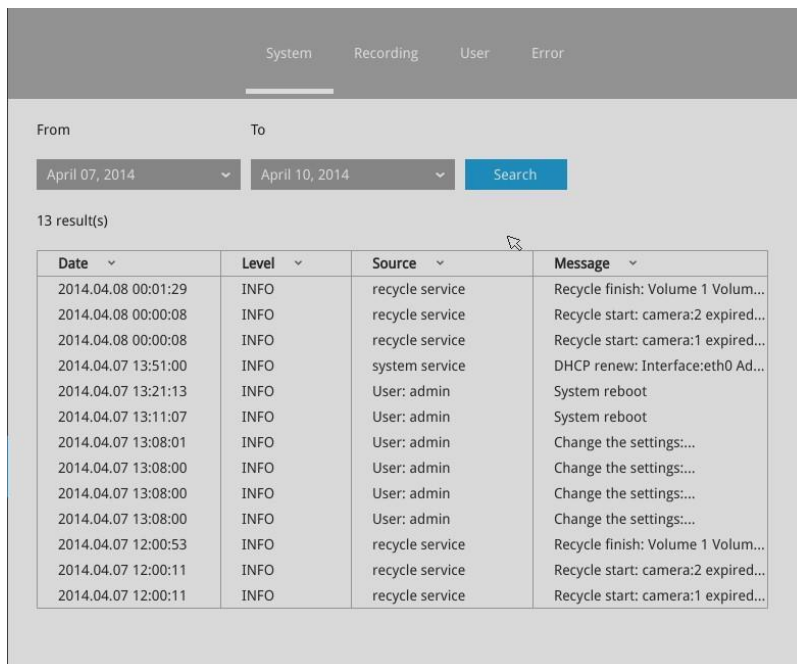 System Recording User Error
From To
April 07, 2014 April 10, 2014 Search
13 result(s)
Date Level Source Message
2014.04.08 00:01:29 INFO recycle service Recycle finish: Volume 1 Volum...
2014.04.08 00:00:08 INFO recycle service Recycle start: camera:2 expired...
2014.04.08 00:00:08 INFO recycle service Recycle start: camera:1 expired...
2014.04.07 13:51:00 INFO system service DHCP renew: Interface:eth0 Ad...
2014.04.07 13:21:13 INFO User: admin System reboot
2014.04.07 13:11:07 INFO User: admin System reboot
2014.04.07 13:08:01 INFO User: admin Change the settings:...
2014.04.07 13:08:00 INFO User: admin Change the settings:...
2014.04.07 13:08:00 INFO User: admin Change the settings:...
2014.04.07 13:08:00 INFO User: admin Change the settings:...
2014.04.07 12:00:53 INFO recycle service Recycle finish: Volume 1 Volum...
2014.04.07 12:00:11 INFO recycle service Recycle start: camera:2 expired...
2014.04.07 12:00:11 INFO recycle service Recycle start: camera:1 expired...